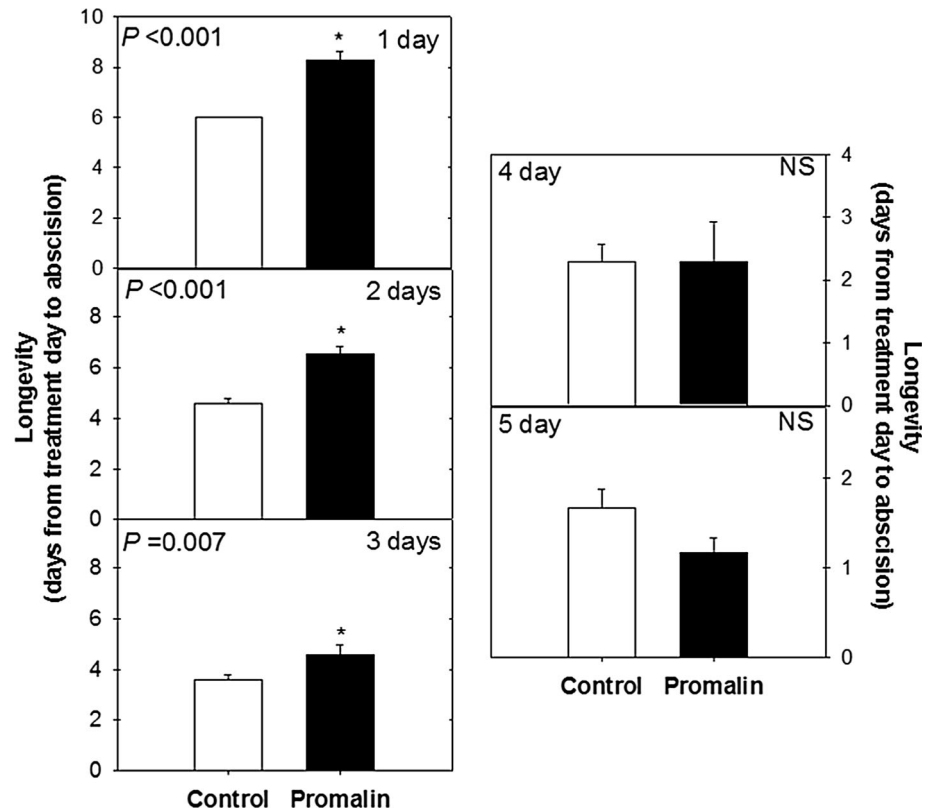 Longevity
(days from treatment day to abscision)
10
8
6
4
2
0
P <0.001
*
1 day
8
6
4
2
0
P <0.001
*
2 days
8
6
4
2
0
P =0.007
*
3 days
Control Promalin
4 day
NS
4
3
2
1
0
5 day
NS
2
1
0
Control Promalin
Longevity
(days from treatment day to abscision)